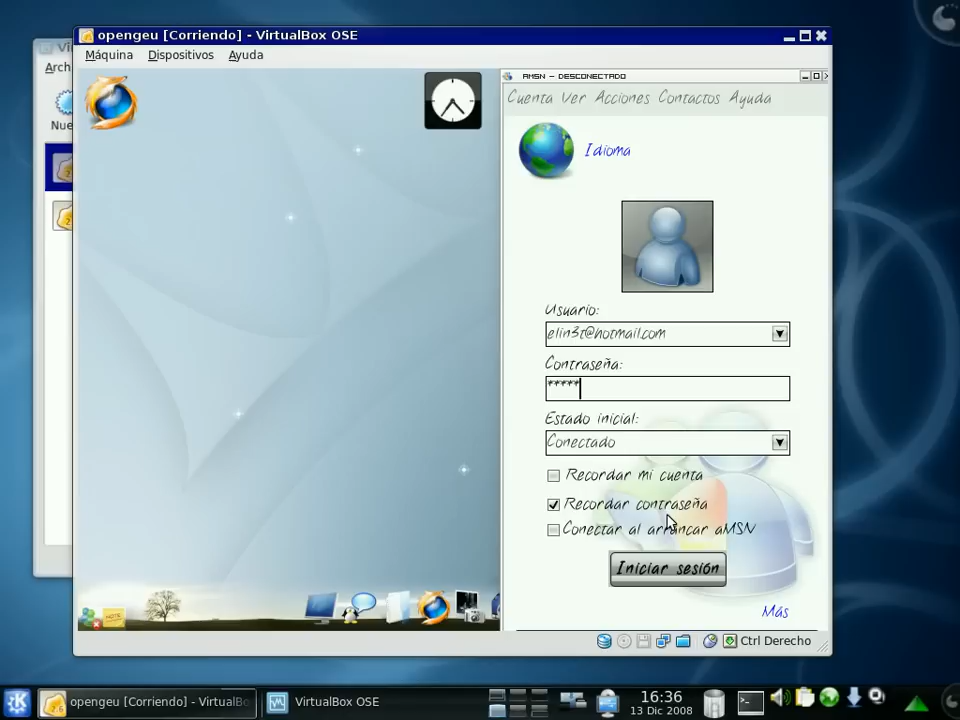 opengeu [Corriendo] - VirtualBox OSE
Máquina Dispositivos Ayuda
Vi
Arch
Nue
AMSN - DESCONECTADO
Cuenta Ver Acciones Contactos Ayuda
Idioma
Usuario:
elin3t@hotmail.com
Contraseña:
*****
Estado inicial:
Conectado
Recordar mi cuenta
Recordar contraseña
Conectar al arrancar aMSN
Iniciar sesión
Más
NOTE
Ctrl Derecho
opengeu [Corriendo] - VirtualBo
VirtualBox OSE
16:36
13 Dic 2008